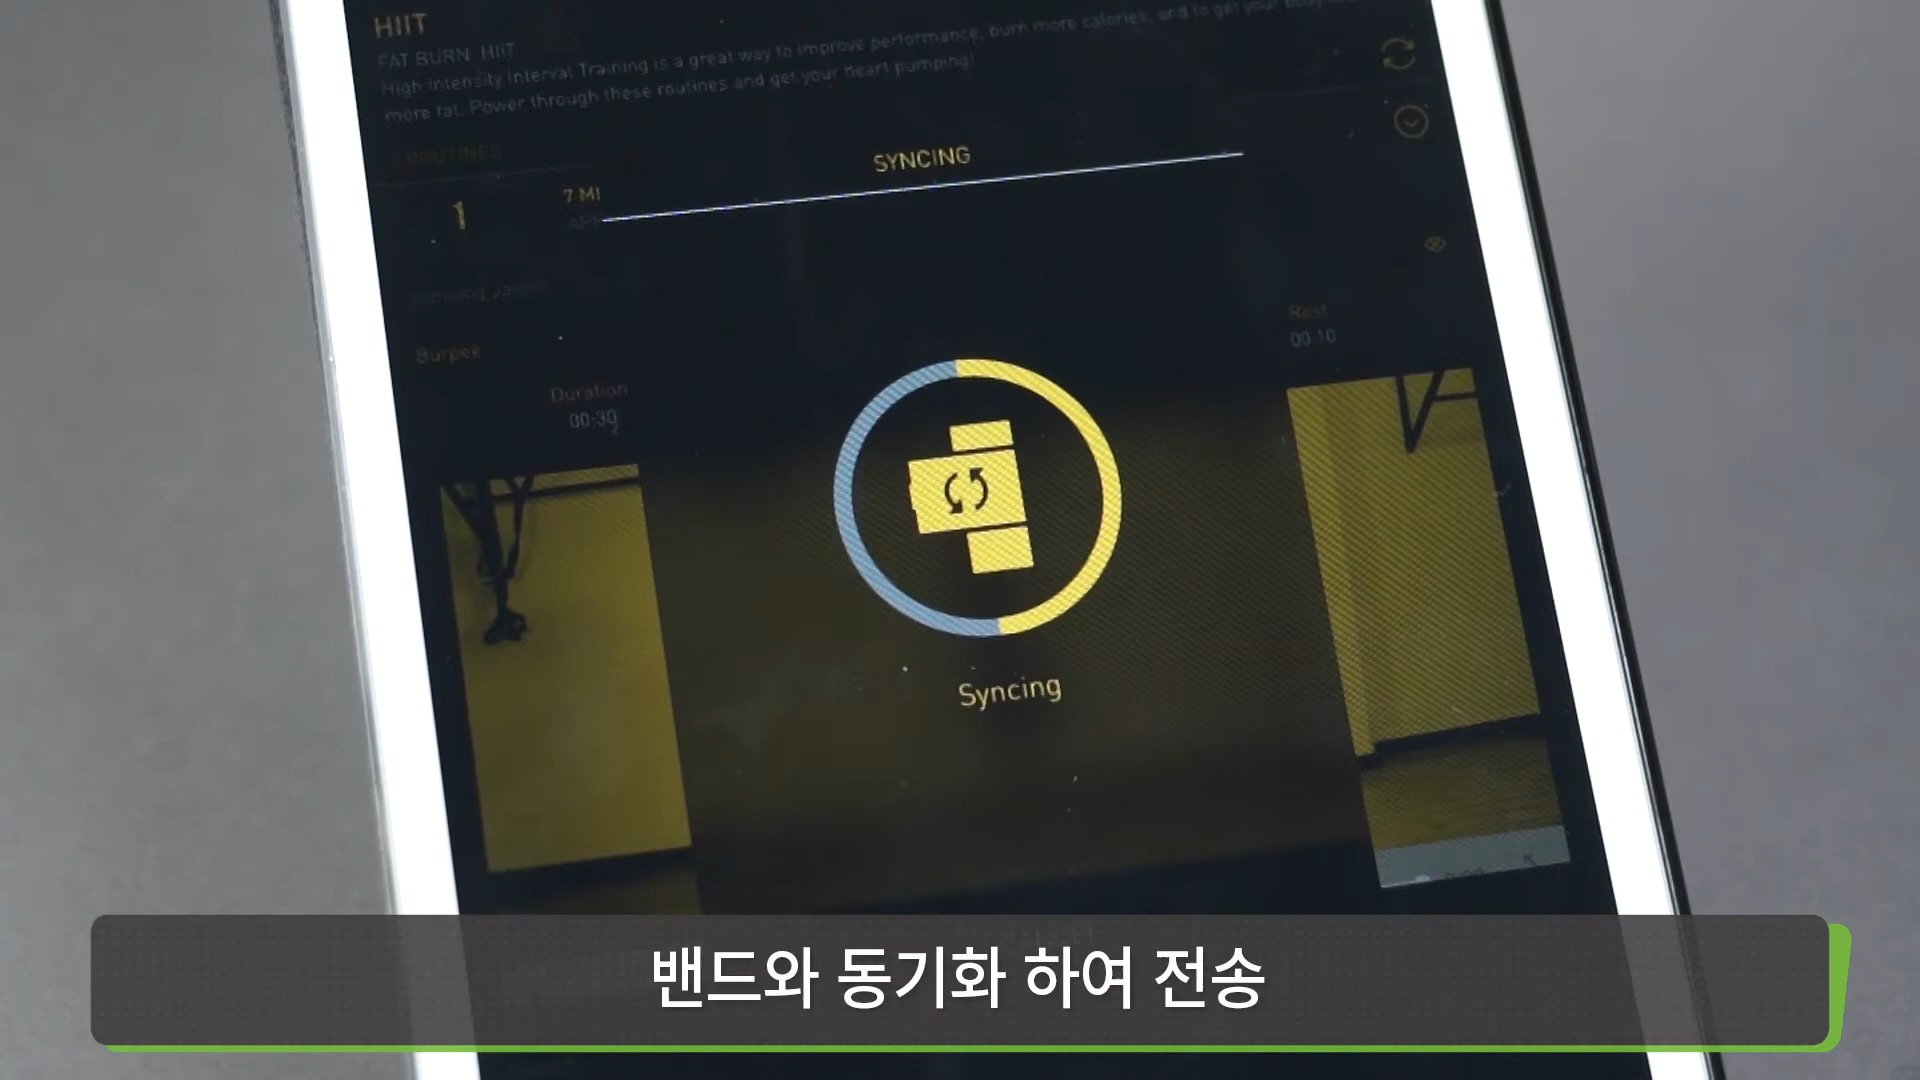 HIIT
FAT BURN HIIT
High Intensity Interval Training is a great way to improve performance, burn more calories, and to get your body
more fat. Power through these routines and get your heart pumping!
ROUTINES
SYNCING
1
7 MI
Burpee
Duration
00:30
Rest
00:10
Syncing
밴드와 동기화 하여 전송